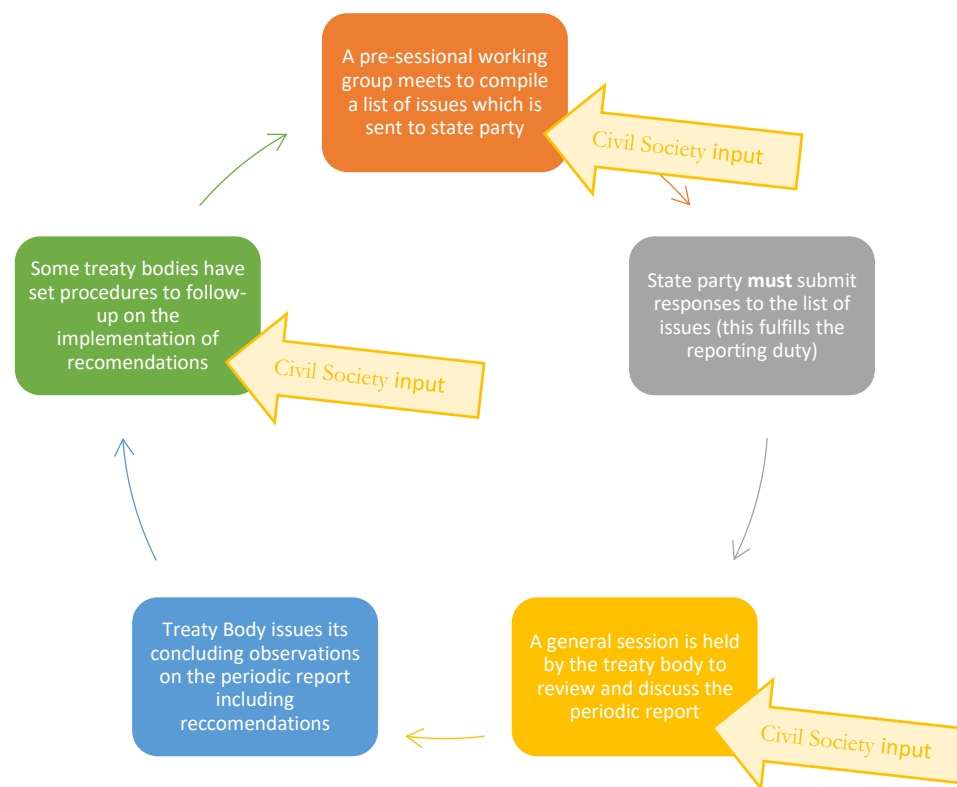 A pre-sessional working
group meets to compile
a list of issues which is
sent to state party
Civil Society input
State party must submit
responses to the list of
issues (this fulfills the
reporting duty)
A general session is held
by the treaty body to
review and discuss the
periodic report
Civil Society input
Treaty Body issues its
concluding observations
on the periodic report
including
reccomendations
Some treaty bodies have
set procedures to follow-
up on the
implementation of
recomendations
Civil Society input